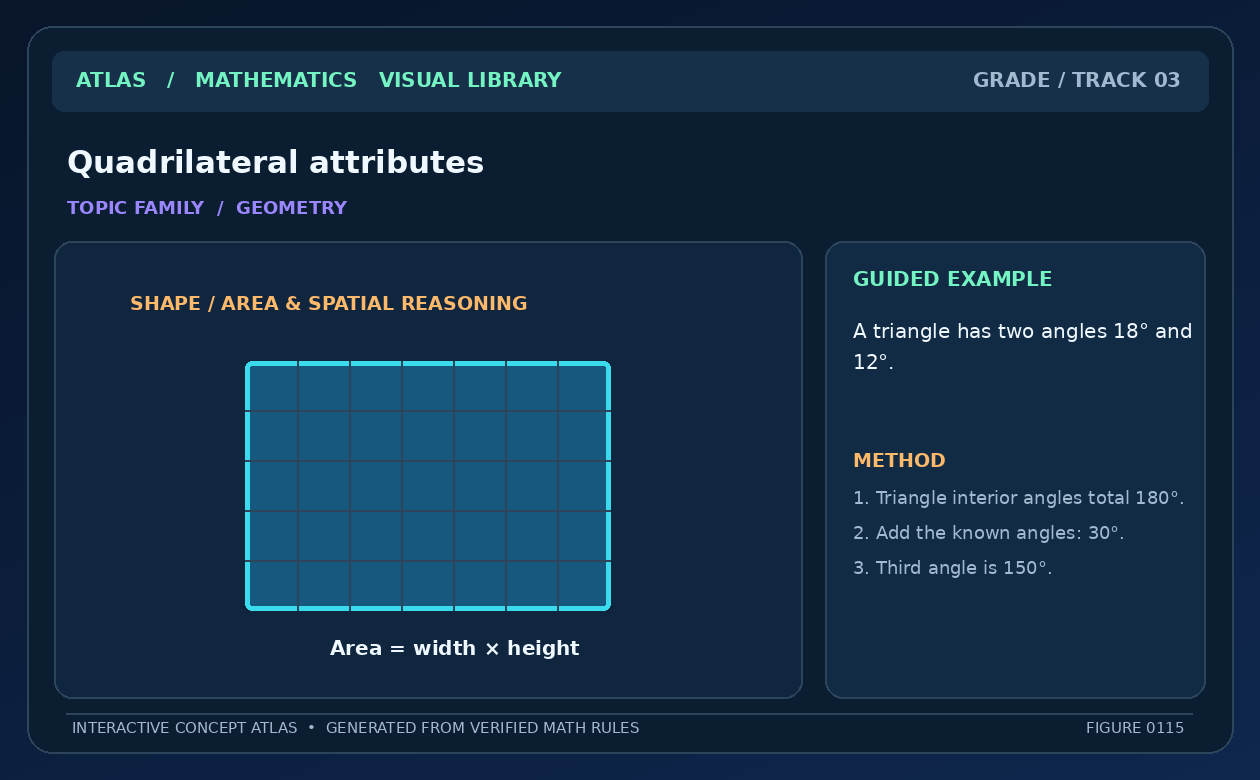 ATLAS / MATHEMATICS VISUAL LIBRARY
GRADE / TRACK 03
Quadrilateral attributes
TOPIC FAMILY / GEOMETRY
SHAPE / AREA & SPATIAL REASONING
Area = width × height
GUIDED EXAMPLE
A triangle has two angles 18° and
12°.
METHOD
1. Triangle interior angles total 180°.
2. Add the known angles: 30°.
3. Third angle is 150°.
INTERACTIVE CONCEPT ATLAS • GENERATED FROM VERIFIED MATH RULES
FIGURE 0115